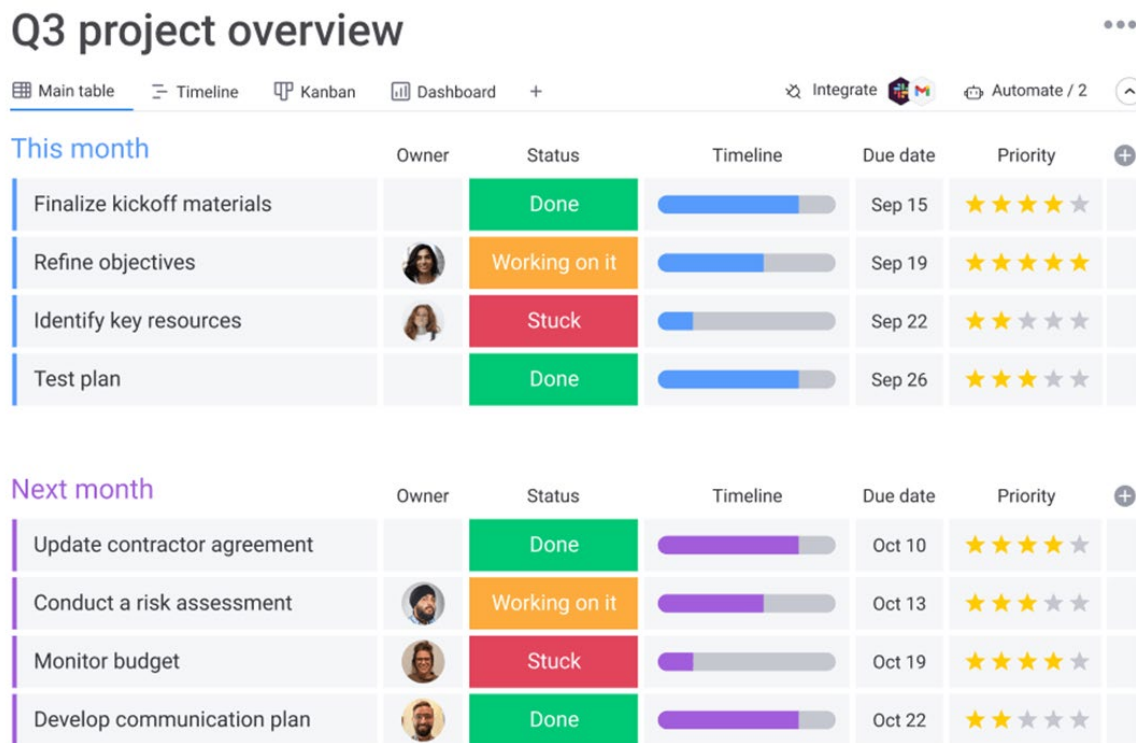 Q3 project overview
Main table Timeline Kanban Dashboard + Integrate Automate / 2
This month Owner Status Timeline Due date Priority
Finalize kickoff materials Done Sep 15
Refine objectives Working on it Sep 19
Identify key resources Stuck Sep 22
Test plan Done Sep 26
Next month Owner Status Timeline Due date Priority
Update contractor agreement Done Oct 10
Conduct a risk assessment Working on it Oct 13
Monitor budget Stuck Oct 19
Develop communication plan Done Oct 22